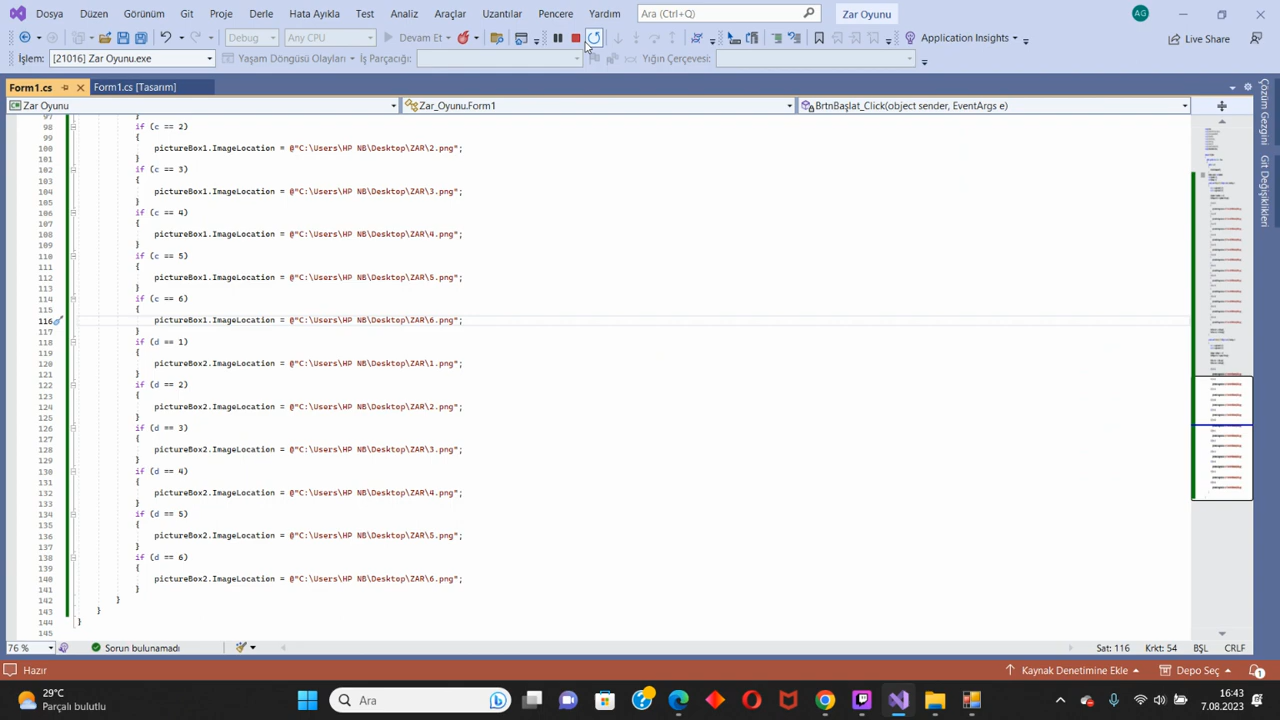 Dosya Düzen Görünüm Git Proje Derle Hata Ayıkla Test Analiz Araçlar Uzantılar Pencere Yardım Ara (Ctrl+Q) Zar Oyunu AG
Debug Any CPU Devam Et Application Insights Live Share
İşlem: [21016] Zar Oyunu.exe Yaşam Döngüsü Olayları İş Parçacığı: Yığın Çerçevesi:
Form1.cs Form1.cs [Tasarım]
Zar Oyunu Zar_Oyunu.Form1 BrtnBaşlat_Click(object sender, EventArgs e)
97 }
98 if (c == 2)
99 {
100 pictureBox1.ImageLocation = @"C:\Users\HP NB\Desktop\ZAR\2.png";
101 }
102 if (c == 3)
103 {
104 pictureBox1.ImageLocation = @"C:\Users\HP NB\Desktop\ZAR\3.png";
105 }
106 if (c == 4)
107 {
108 pictureBox1.ImageLocation = @"C:\Users\HP NB\Desktop\ZAR\4.png";
109 }
110 if (c == 5)
111 {
112 pictureBox1.ImageLocation = @"C:\Users\HP NB\Desktop\ZAR\5.png";
113 }
114 if (c == 6)
115 {
116 pictureBox1.ImageLocation = @"C:\Users\HP NB\Desktop\ZAR\6.png";
117 }
118 if (d == 1)
119 {
120 pictureBox2.ImageLocation = @"C:\Users\HP NB\Desktop\ZAR\1.png";
121 }
122 if (d == 2)
123 {
124 pictureBox2.ImageLocation = @"C:\Users\HP NB\Desktop\ZAR\2.png";
125 }
126 if (d == 3)
127 {
128 pictureBox2.ImageLocation = @"C:\Users\HP NB\Desktop\ZAR\3.png";
129 }
130 if (d == 4)
131 {
132 pictureBox2.ImageLocation = @"C:\Users\HP NB\Desktop\ZAR\4.png";
133 }
134 if (d == 5)
135 {
136 pictureBox2.ImageLocation = @"C:\Users\HP NB\Desktop\ZAR\5.png";
137 }
138 if (d == 6)
139 {
140 pictureBox2.ImageLocation = @"C:\Users\HP NB\Desktop\ZAR\6.png";
141 }
142 }
143 }
144 }
145
Çözüm Gezgini
Git Değişiklikleri
76 % Sorun bulunamadı Sat: 116 Krkt: 54 BŞL CRLF
Hazır Kaynak Denetimine Ekle Depo Seç 1
29°C
Parçalı bulutlu
Ara
16:43
7.08.2023